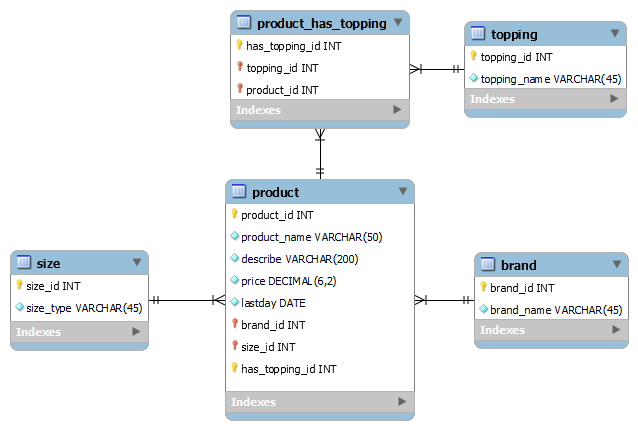 product_has_topping
has_topping_id INT
topping_id INT
product_id INT
Indexes
topping
topping_id INT
topping_name VARCHAR(45)
Indexes
product
product_id INT
product_name VARCHAR(50)
describe VARCHAR(200)
price DECIMAL(6,2)
lastday DATE
brand_id INT
size_id INT
has_topping_id INT
Indexes
size
size_id INT
size_type VARCHAR(45)
Indexes
brand
brand_id INT
brand_name VARCHAR(45)
Indexes